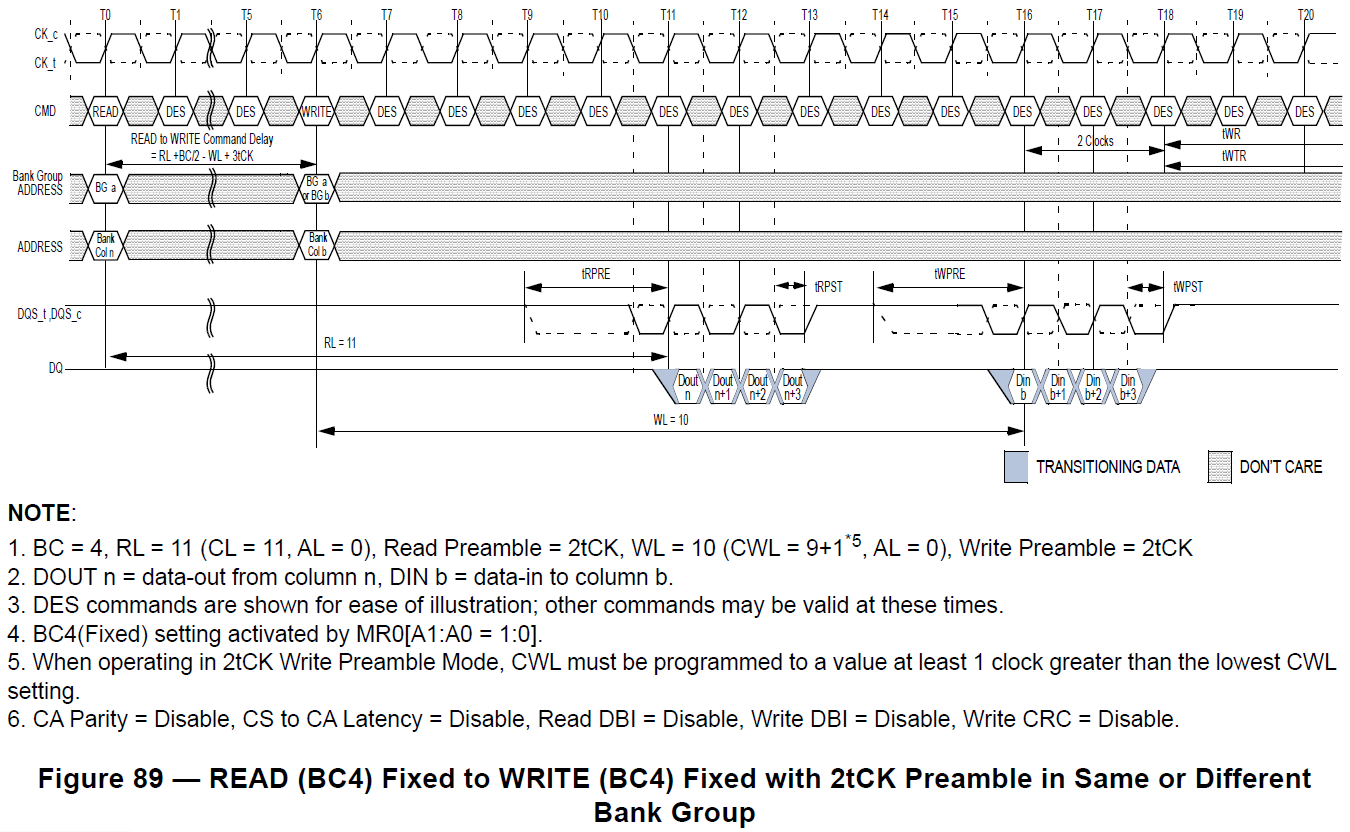 T0 T1 T5 T6 T7 T8 T9 T10 T11 T12 T13 T14 T15 T16 T17 T18 T19 T20
CK_c
CK_t
CMD READ DES DES WRITE DES DES DES DES DES DES DES DES DES DES DES DES DES DES
READ to WRITE Command Delay
= RL +BC/2 - WL + 3tCK
2 Clocks
tWR
tWTR
Bank Group
ADDRESS
BG a
BG a
or BG b
ADDRESS
Bank
Col n
Bank
Col b
tRPRE
tRPST
tWPRE
tWPST
DQS_t ,DQS_c
RL = 11
DQ
Dout
n
Dout
n+1
Dout
n+2
Dout
n+3
Din
b
Din
b+1
Din
b+2
Din
b+3
WL = 10
TRANSITIONING DATA
DON'T CARE
NOTE:
1. BC = 4, RL = 11 (CL = 11, AL = 0), Read Preamble = 2tCK, WL = 10 (CWL = 9+1*5, AL = 0), Write Preamble = 2tCK
2. DOUT n = data-out from column n, DIN b = data-in to column b.
3. DES commands are shown for ease of illustration; other commands may be valid at these times.
4. BC4(Fixed) setting activated by MR0[A1:A0 = 1:0].
5. When operating in 2tCK Write Preamble Mode, CWL must be programmed to a value at least 1 clock greater than the lowest CWL
setting.
6. CA Parity = Disable, CS to CA Latency = Disable, Read DBI = Disable, Write DBI = Disable, Write CRC = Disable.
Figure 89 — READ (BC4) Fixed to WRITE (BC4) Fixed with 2tCK Preamble in Same or Different
Bank Group